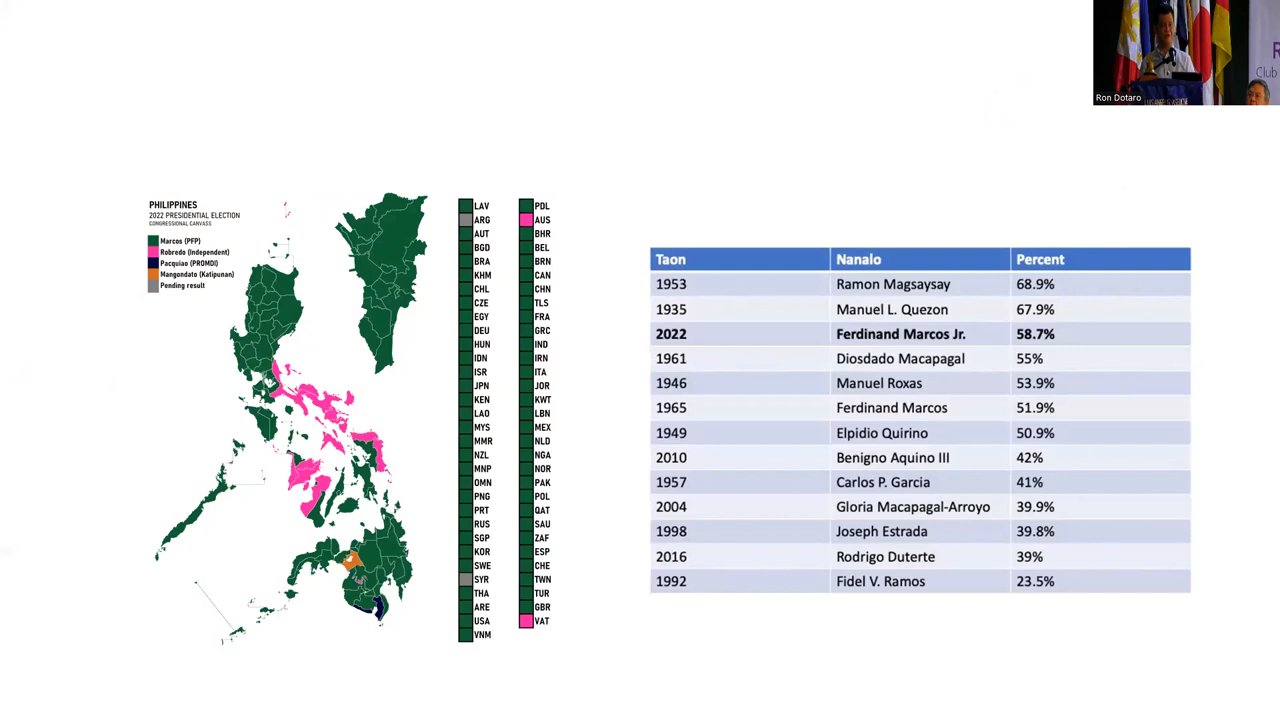 Ron Dotaro
PHILIPPINES
2022 PRESIDENTIAL ELECTION
CONGRESSIONAL CANVASS
Marcos (PFP)
Robredo (Independent)
Pacquiao (PROMDI)
Mangondato (Katipunan)
Pending result
LAV PDL
ARG AUS
AUT BHR
BGD BEL
BRA BRN
KHM CAN
CHL CHN
CZE TLS
EGY FRA
DEU GRC
HUN IND
IDN IRN
ISR ITA
JPN JOR
KEN KWT
LAO LBN
MYS MEX
MMR NLD
NZL NGA
MNP NOR
OMN PAK
PNG POL
PRT QAT
RUS SAU
SGP ZAF
KOR ESP
SWE CHE
SYR TWN
THA TUR
ARE GBR
USA VAT
VNM
Taon Nanalo Percent
1953 Ramon Magsaysay 68.9%
1935 Manuel L. Quezon 67.9%
2022 Ferdinand Marcos Jr. 58.7%
1961 Diosdado Macapagal 55%
1946 Manuel Roxas 53.9%
1965 Ferdinand Marcos 51.9%
1949 Elpidio Quirino 50.9%
2010 Benigno Aquino III 42%
1957 Carlos P. Garcia 41%
2004 Gloria Macapagal-Arroyo 39.9%
1998 Joseph Estrada 39.8%
2016 Rodrigo Duterte 39%
1992 Fidel V. Ramos 23.5%
R
Club